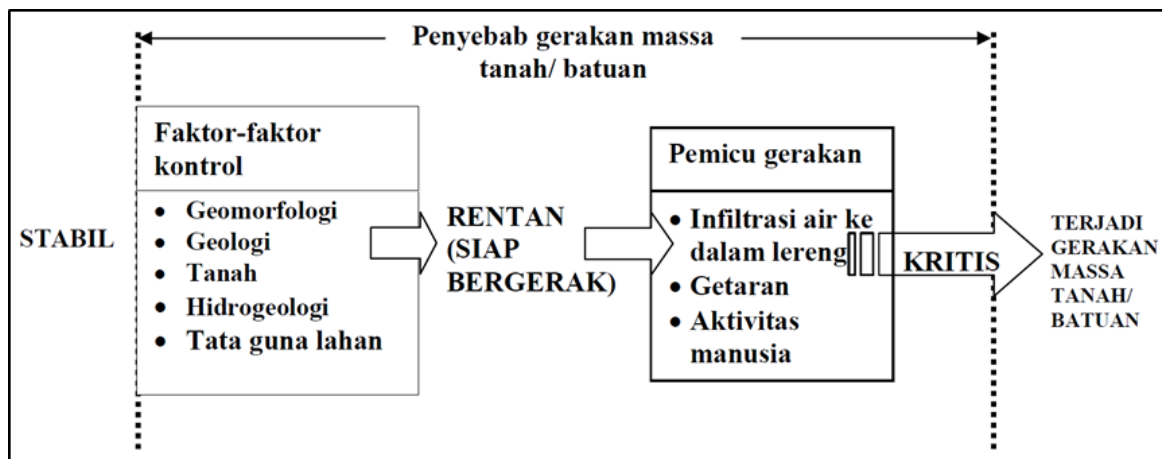 Penyebab gerakan massa
tanah/ batuan
STABIL
Faktor-faktor
kontrol
• Geomorfologi
• Geologi
• Tanah
• Hidrogeologi
• Tata guna lahan
RENTAN
(SIAP
BERGERAK)
Pemicu gerakan
• Infiltrasi air ke
dalam lereng
• Getaran
• Aktivitas
manusia
KRITIS
TERJADI
GERAKAN
MASSA
TANAH/
BATUAN